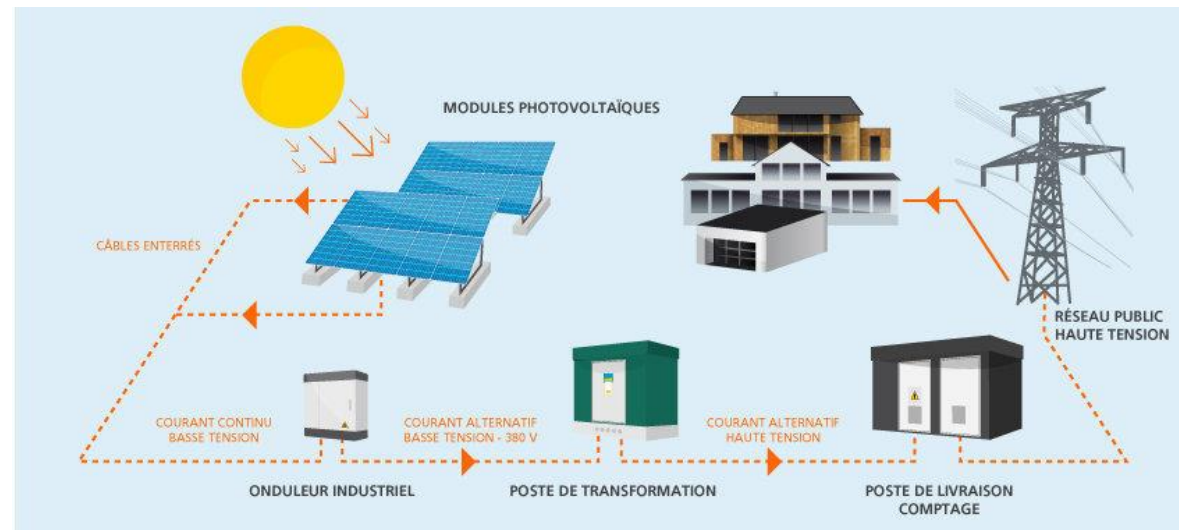 MODULES PHOTOVOLTAÏQUES
CÂBLES ENTERRÉS
RÉSEAU PUBLIC
HAUTE TENSION
COURANT CONTINU
BASSE TENSION
COURANT ALTERNATIF
BASSE TENSION - 380 V
COURANT ALTERNATIF
HAUTE TENSION
ONDULEUR INDUSTRIEL
POSTE DE TRANSFORMATION
POSTE DE LIVRAISON
COMPTAGE